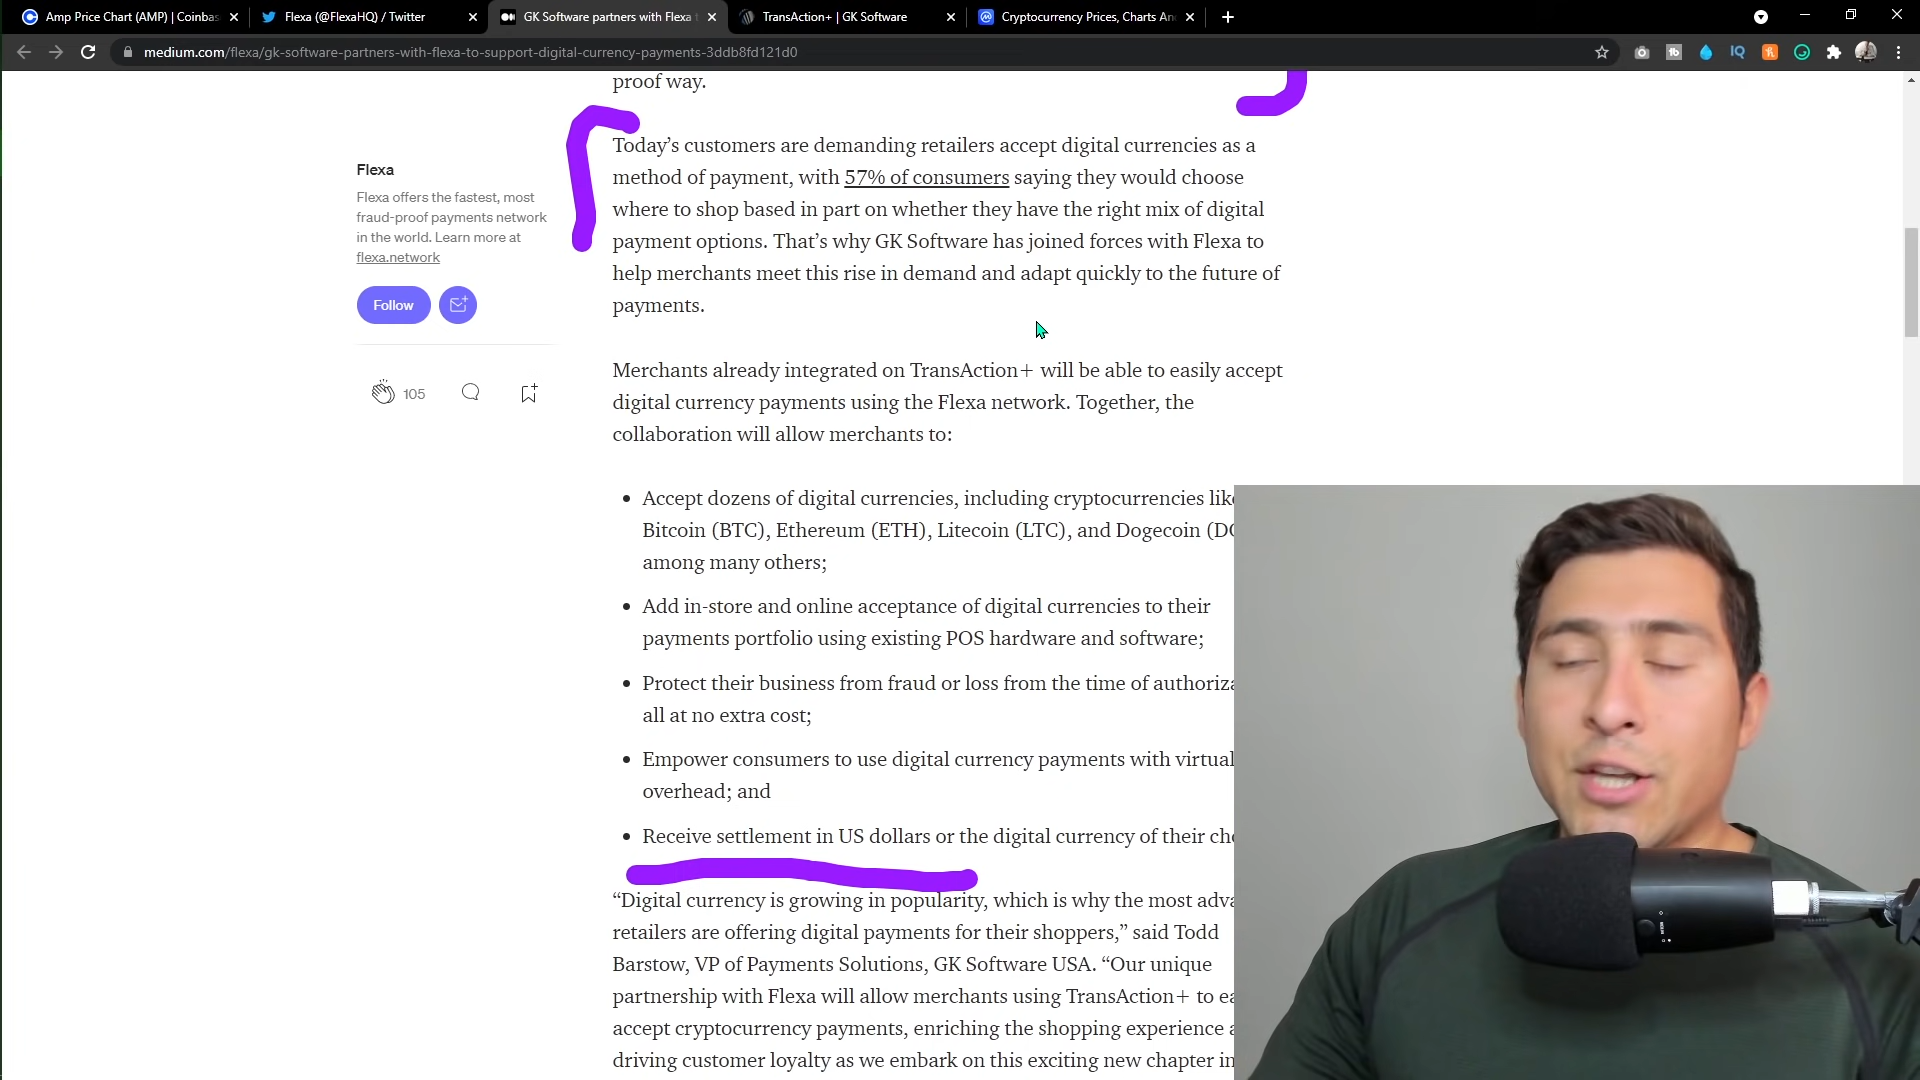 Amp Price Chart (AMP) | Coinbas
Flexa (@FlexaHQ) / Twitter
GK Software partners with Flexa t
TransAction+ | GK Software
Cryptocurrency Prices, Charts An
medium.com/flexa/gk-software-partners-with-flexa-to-support-digital-currency-payments-3ddb8fd121d0
proof way.
Flexa
Flexa offers the fastest, most
fraud-proof payments network
in the world. Learn more at
flexa.network
Follow
105
Today’s customers are demanding retailers accept digital currencies as a
method of payment, with 57% of consumers saying they would choose
where to shop based in part on whether they have the right mix of digital
payment options. That’s why GK Software has joined forces with Flexa to
help merchants meet this rise in demand and adapt quickly to the future of
payments.
Merchants already integrated on TransAction+ will be able to easily accept
digital currency payments using the Flexa network. Together, the
collaboration will allow merchants to:
• Accept dozens of digital currencies, including cryptocurrencies like
Bitcoin (BTC), Ethereum (ETH), Litecoin (LTC), and Dogecoin (DO
among many others;
• Add in-store and online acceptance of digital currencies to their
payments portfolio using existing POS hardware and software;
• Protect their business from fraud or loss from the time of authoriza
all at no extra cost;
• Empower consumers to use digital currency payments with virtual
overhead; and
• Receive settlement in US dollars or the digital currency of their cho
“Digital currency is growing in popularity, which is why the most adva
retailers are offering digital payments for their shoppers,” said Todd
Barstow, VP of Payments Solutions, GK Software USA. “Our unique
partnership with Flexa will allow merchants using TransAction+ to ea
accept cryptocurrency payments, enriching the shopping experience a
driving customer loyalty as we embark on this exciting new chapter in